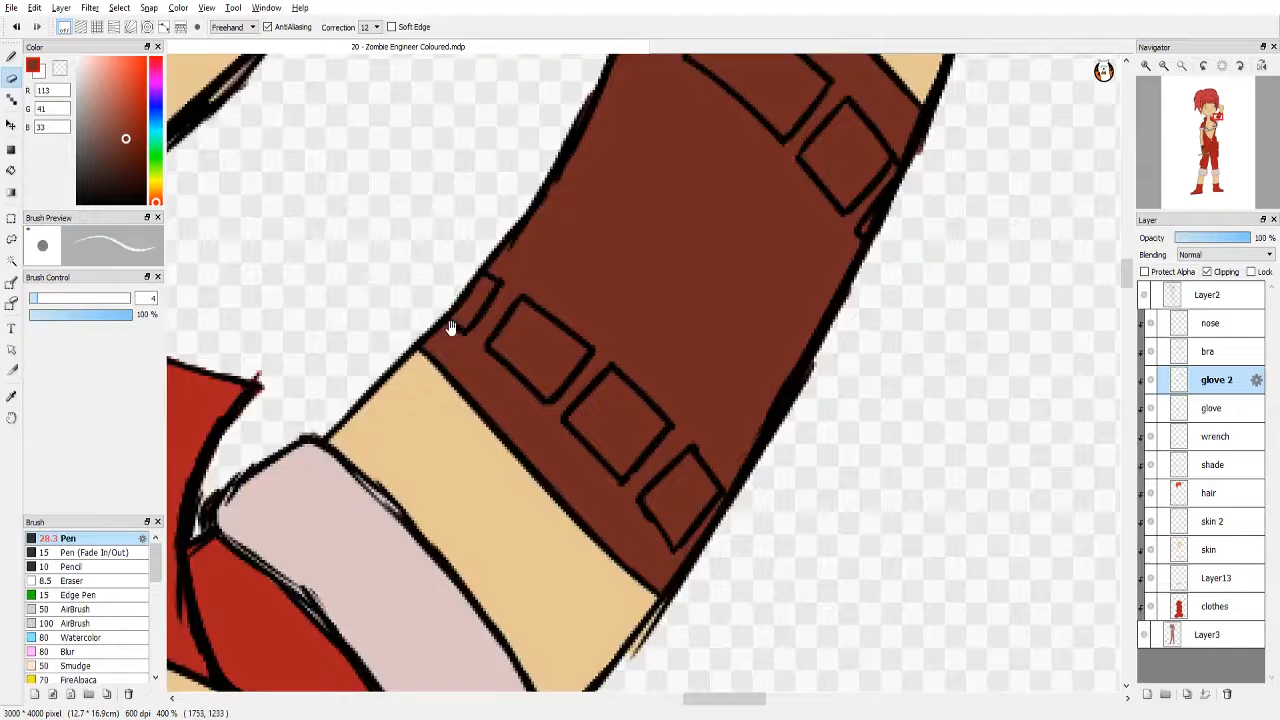 File Edit Layer Filter Select Snap Color View Tool Window Help
off Freehand AntiAliasing Correction 12 Soft Edge
Color
20 - Zombie Engineer Coloured.mdp
Navigator
R 113
G 41
B 33
Brush Preview
Layer
Opacity 100 %
Blending Normal
Protect Alpha Clipping Lock
Brush Control
4
100 %
Layer2
nose
bra
glove 2
glove
wrench
shade
hair
skin 2
skin
Layer13
clothes
Layer3
Brush
28.3 Pen
15 Pen (Fade In/Out)
10 Pencil
8.5 Eraser
15 Edge Pen
50 AirBrush
100 AirBrush
80 Watercolor
80 Blur
50 Smudge
70 FireAlpaca
3000 * 4000 pixel (12.7 * 16.9cm) 600 dpi 400 % ( 1753, 1233 )